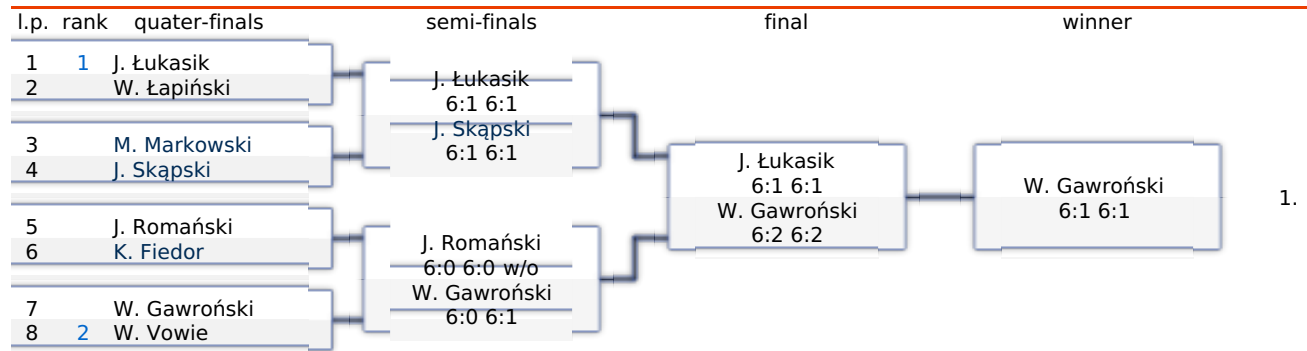 l.p. rank quater-finals semi-finals final winner
1 1 J. Łukasik
2 W. Łapiński
3 M. Markowski
4 J. Skąpski
5 J. Romański
6 K. Fiedor
7 W. Gawroński
8 2 W. Vowie
J. Łukasik
6:1 6:1
J. Skąpski
6:1 6:1
J. Romański
6:0 6:0 w/o
W. Gawroński
6:0 6:1
J. Łukasik
6:1 6:1
W. Gawroński
6:2 6:2
W. Gawroński
6:1 6:1
1.